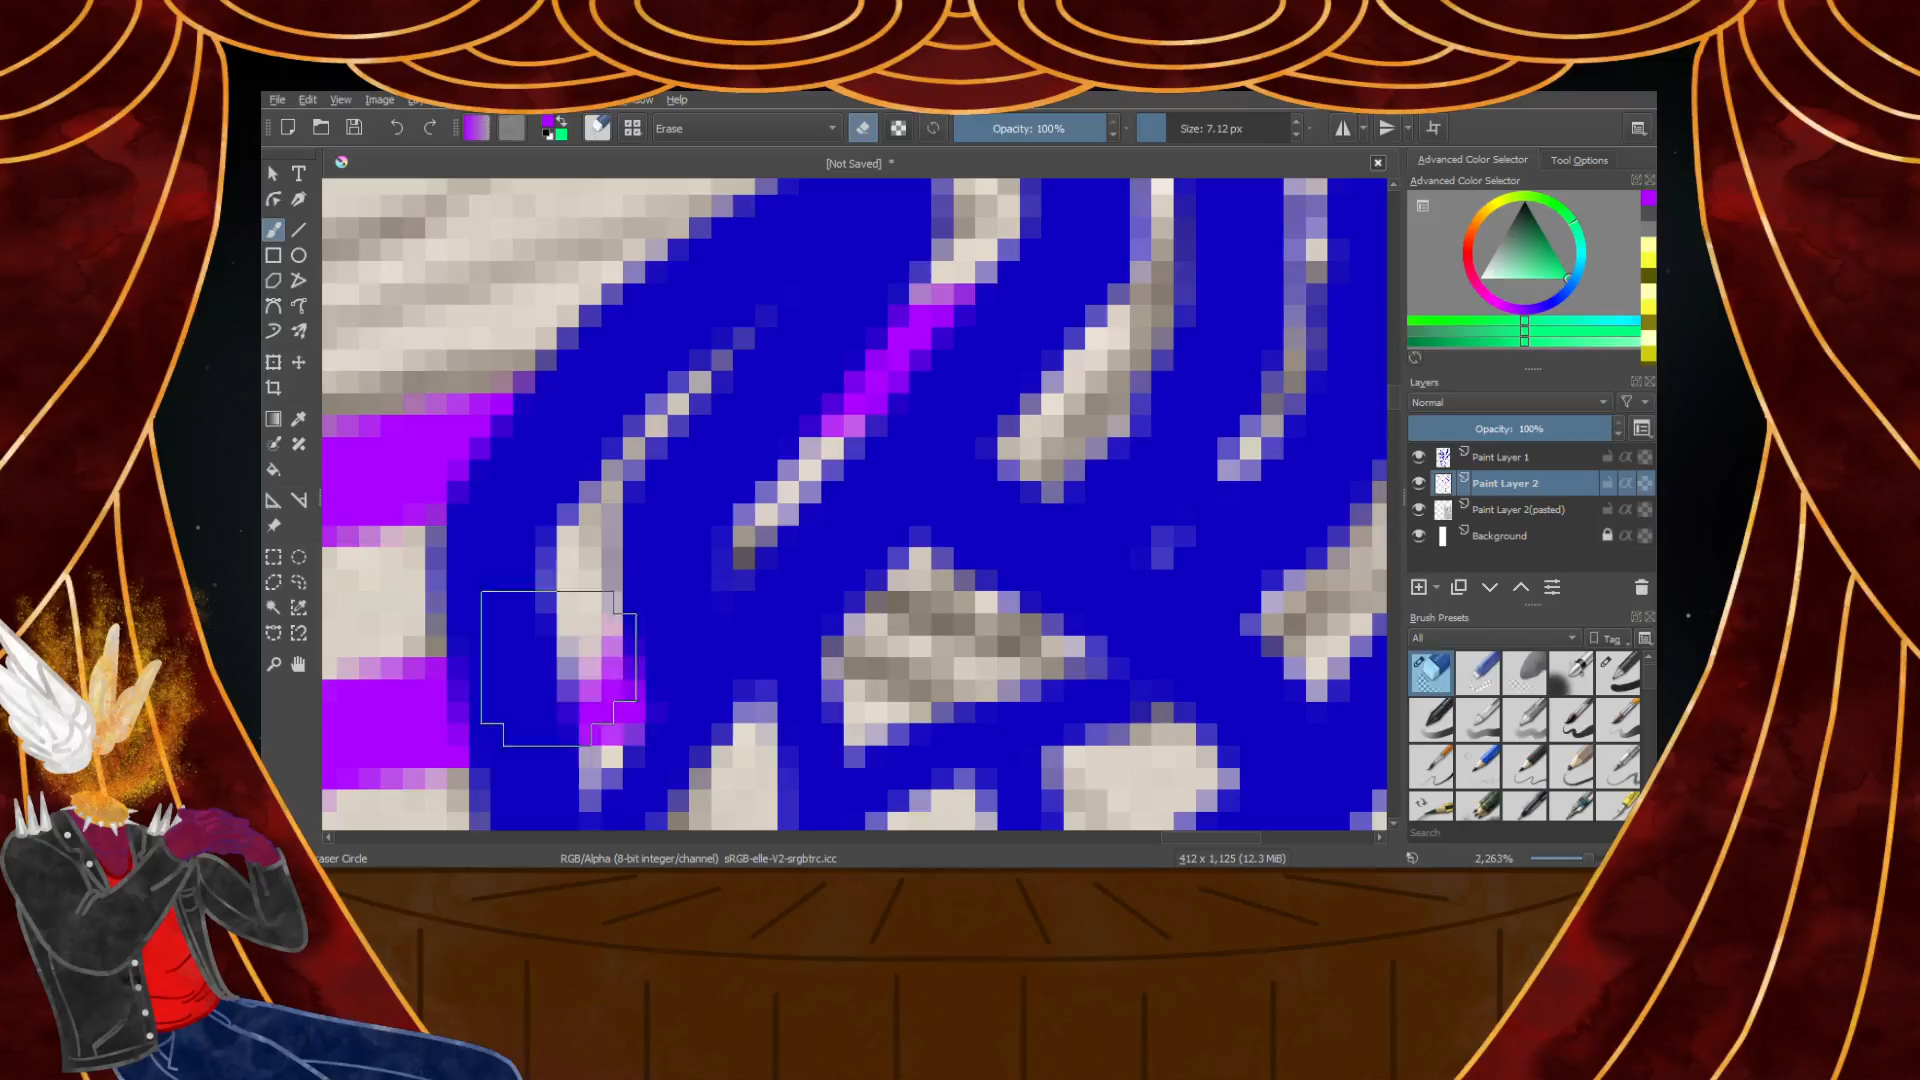 File Edit View Image Help
Erase
Opacity: 100%
Size: 7.12 px
[Not Saved] *
Advanced Color Selector
Tool Options
Advanced Color Selector
Layers
Normal
Opacity: 100%
Paint Layer 1
Paint Layer 2
Paint Layer 2(pasted)
Background
Brush Presets
All
Tag
Search
Circle
RGB/Alpha (8-bit integer/channel) sRGB-elle-V2-srgbtrc.icc
412 x 1,125 (12.3 MiB)
2,263%